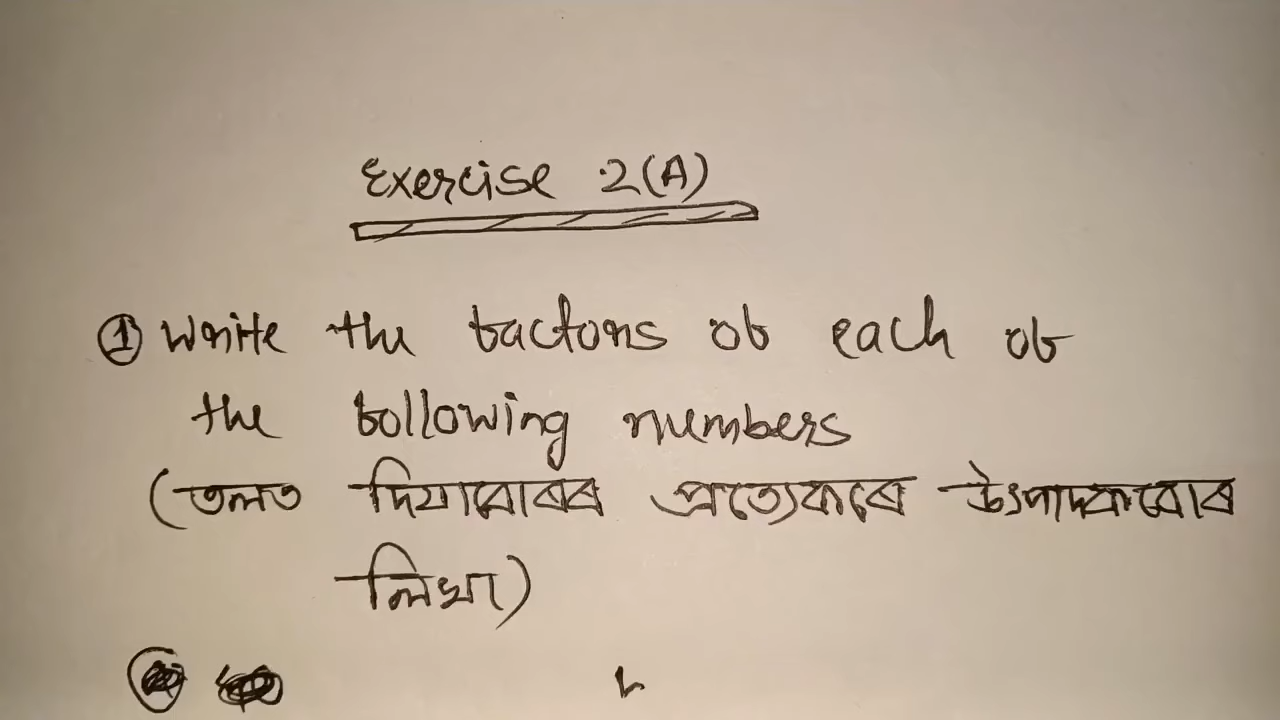 Exercise 2(A)
① Write the factors of each of
the following numbers
(তলত দিয়াবোৰৰ প্ৰত্যেকৰে উৎপাদকবোৰ
লিখা)